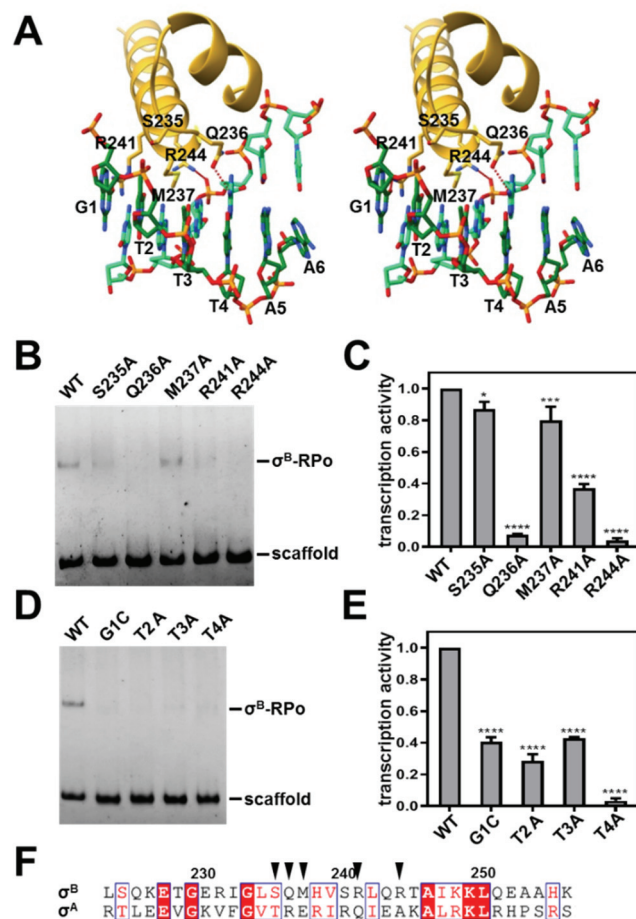 A
S235
Q236
R241
R244
M237
G1
T2
T3
T4
A5
A6
S235
Q236
R241
R244
M237
G1
T2
T3
T4
A5
A6
B
WT S235A Q236A M237A R241A R244A
σB-RPo
scaffold
C
transcription activity
1.0
0.8
0.6
0.4
0.2
0.0
* **** *** **** ****
WT S235A Q236A M237A R241A R244A
D
WT G1C T2A T3A T4A
σB-RPo
scaffold
E
transcription activity
1.0
0.8
0.6
0.4
0.2
0.0
**** **** **** ****
WT G1C T2A T3A T4A
F
230 240 250
σB LSQKETGERIGLSQMHVSRLQRTAIKKLQEAAHK
σA RTLEEVGKVFGVTRERIRQIEAKALRKLRHPSRS